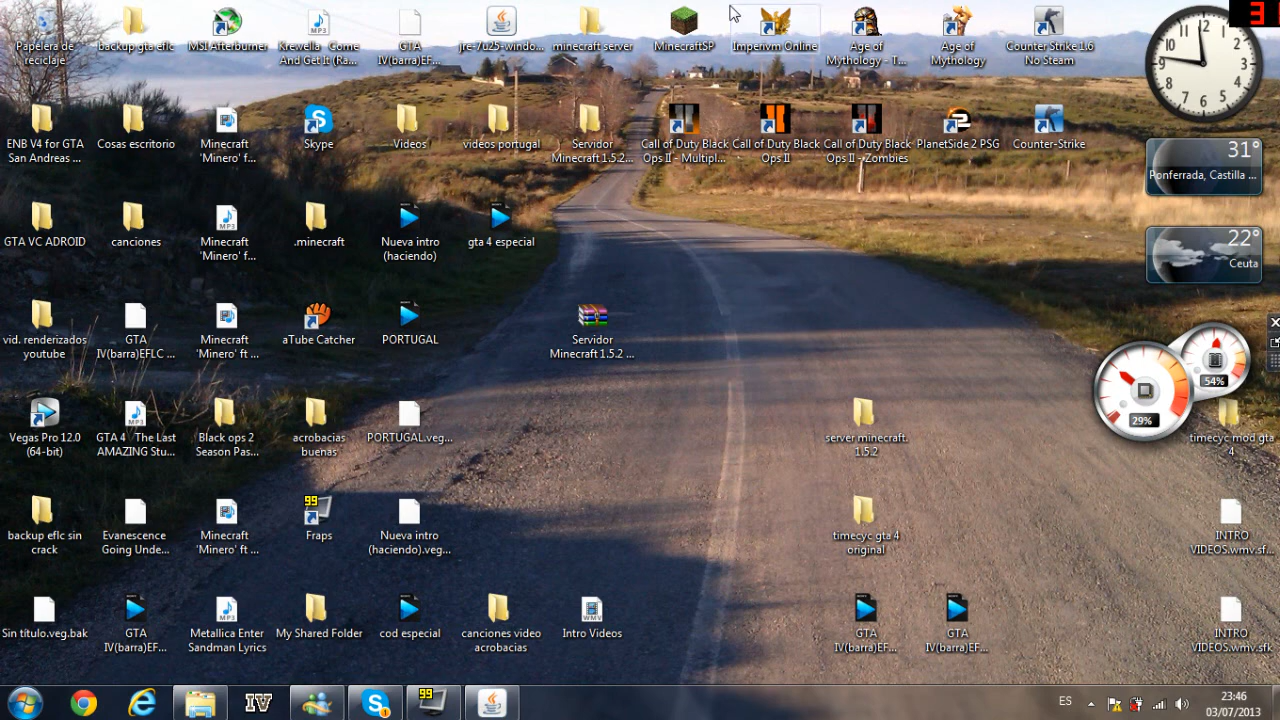 Papelera de
reciclaje
backup gta eflc
MSI Afterburner
Krewella - Come
And Get It (Ra...
GTA
IV(barra)EF...
jre-7u25-windo...
minecraft server
MinecraftSP
Imperivm Online
Age of
Mythology - T...
Age of
Mythology
Counter Strike 1.6
No Steam
ENB V4 for GTA
San Andreas ...
Cosas escritorio
Minecraft
'Minero' f...
Skype
Videos
videos portugal
Servidor
Minecraft 1.5.2...
Call of Duty Black
Ops II - Multipl...
Call of Duty Black
Ops II
Call of Duty Black
Ops II - Zombies
PlanetSide 2 PSG
Counter-Strike
31°
Ponferrada, Castilla ...
GTA VC ADROID
canciones
Minecraft
'Minero' f...
.minecraft
Nueva intro
(haciendo)
gta 4 especial
22°
Ceuta
vid. renderizados
youtube
GTA
IV(barra)EFLC ...
Minecraft
'Minero' ft ...
aTube Catcher
PORTUGAL
Servidor
Minecraft 1.5.2 ...
54%
29%
Vegas Pro 12.0
(64-bit)
GTA 4 The Last
AMAZING Stu...
Black ops 2
Season Pas...
acrobacias
buenas
PORTUGAL.veg...
server minecraft.
1.5.2
timecyc mod gta
4
backup eflc sin
crack
Evanescence
Going Unde...
Minecraft
'Minero' ft ...
99
Fraps
Nueva intro
(haciendo).veg...
timecyc gta 4
original
INTRO
VIDEOS.wmv.sf...
Sin título.veg.bak
GTA
IV(barra)EF...
Metallica Enter
Sandman Lyrics
My Shared Folder
cod especial
canciones video
acrobacias
Intro Videos
GTA
IV(barra)EF...
GTA
IV(barra)EF...
INTRO
VIDEOS.wmv.sfk
IV
99
ES
23:46
03/07/2013